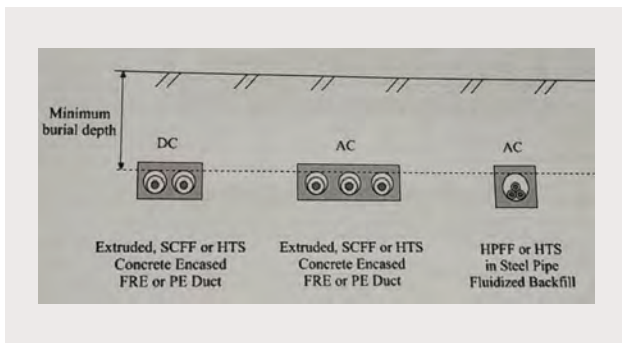 Minimum
burial depth
DC
AC
AC
Extruded, SCFF or HTS
Concrete Encased
FRE or PE Duct
Extruded, SCFF or HTS
Concrete Encased
FRE or PE Duct
HPFF or HTS
in Steel Pipe
Fluidized Backfill